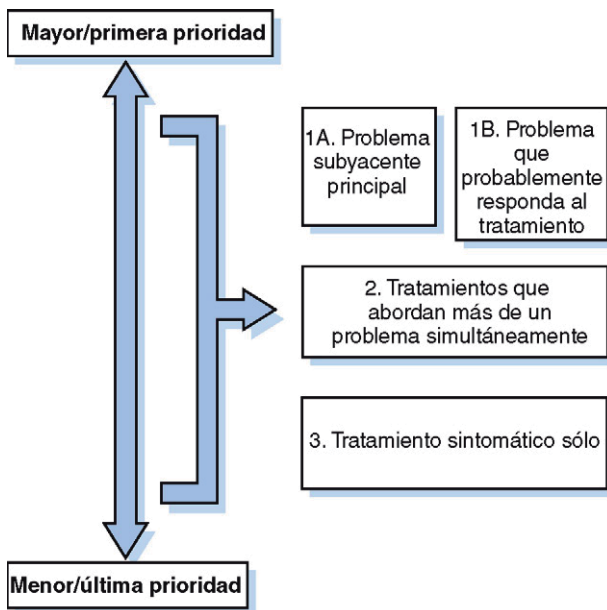 Mayor/primera prioridad
1A. Problema
subyacente
principal
1B. Problema
que
probablemente
responda al
tratamiento
2. Tratamientos que
abordan más de un
problema simultáneamente
3. Tratamiento sintomático sólo
Menor/última prioridad